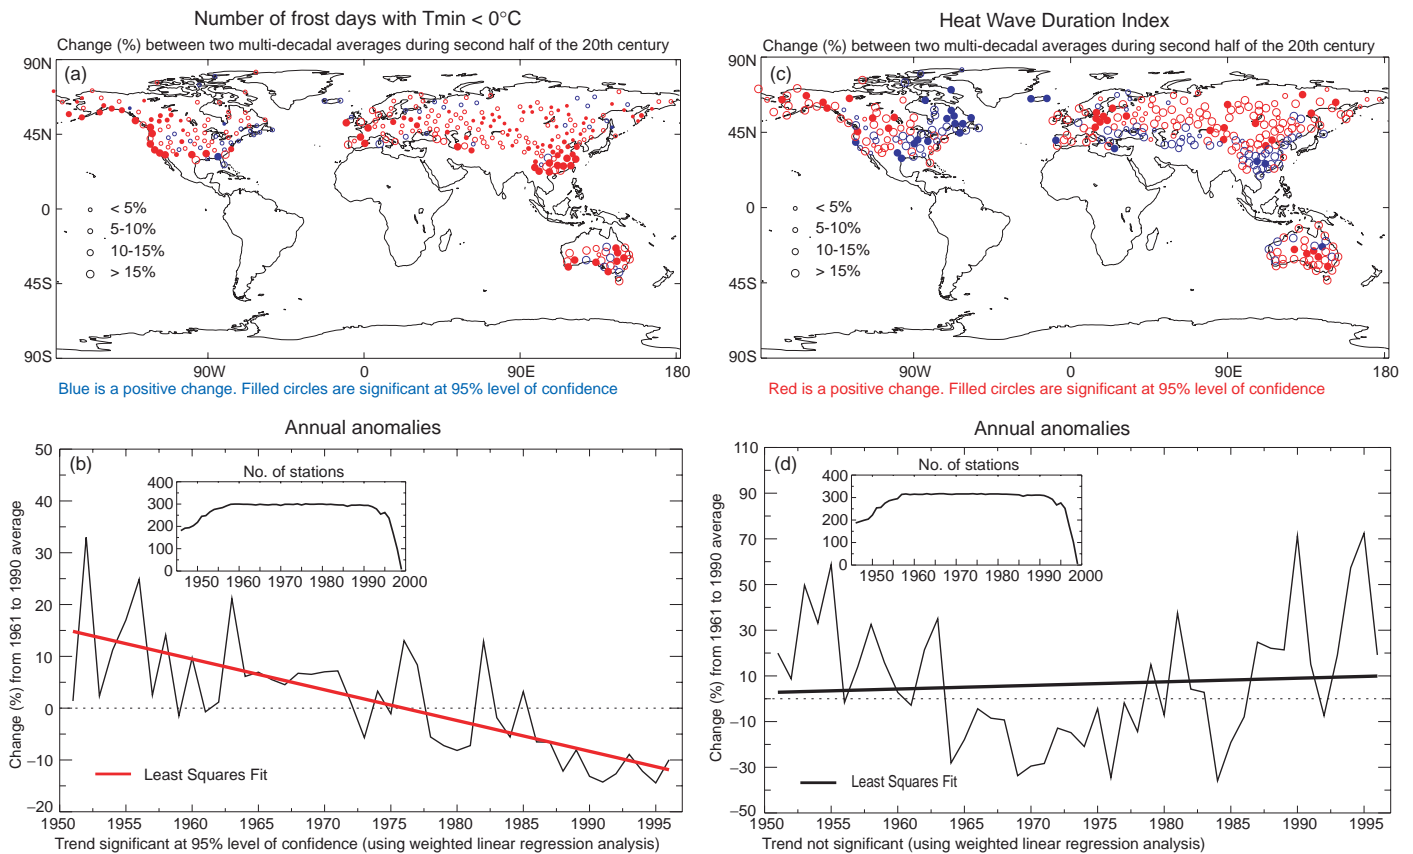 Number of frost days with Tmin < 0°C
Change (%) between two multi-decadal averages during second half of the 20th century
90N
(a)
45N
0
45S
90S
< 5%
5-10%
10-15%
> 15%
90W
0
90E
180
Blue is a positive change. Filled circles are significant at 95% level of confidence
Heat Wave Duration Index
Change (%) between two multi-decadal averages during second half of the 20th century
90N
(c)
45N
0
45S
90S
< 5%
5-10%
10-15%
> 15%
90W
0
90E
180
Red is a positive change. Filled circles are significant at 95% level of confidence
Annual anomalies
(b)
Change (%) from 1961 to 1990 average
50
40
30
20
10
0
−10
−20
No. of stations
400
300
200
100
0
1950
1960
1970
1980
1990
2000
Least Squares Fit
1950
1955
1960
1965
1970
1975
1980
1985
1990
1995
Trend significant at 95% level of confidence (using weighted linear regression analysis)
Annual anomalies
(d)
Change (%) from 1961 to 1990 average
110
90
70
50
30
10
−10
−30
−50
No. of stations
400
300
200
100
0
1950
1960
1970
1980
1990
2000
Least Squares Fit
1950
1955
1960
1965
1970
1975
1980
1985
1990
1995
Trend not significant (using weighted linear regression analysis)